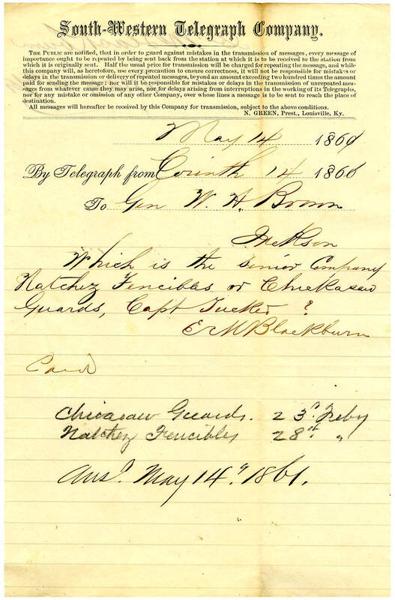 South-Western Telegraph Company.
THE PUBLIC are notified, that in order to guard against mistakes in the transmission of messages, every message of
importance ought to be repeated by being sent back from the station at which it is to be received to the station from
which it is originally sent. Half the usual price for transmission will be charged for repeating the message, and while
this company will, as heretofore, use every precaution to ensure correctness, it will not be responsible for mistakes or
delays in the transmission or delivery of repeated messages, beyond an amount exceeding two hundred times the amount
paid for sending the message; nor will it be responsible for mistakes or delays in the transmission of unrepeated mes-
sages from whatever cause they may arise, nor for delays arising from interruptions in the working of its Telegraphs,
nor for any mistake or omission of any other Company, over whose lines a message is to be sent to reach the place of
destination.
All messages will hereafter be received by this Company for transmission, subject to the above conditions.
N. GREEN, Prest., Louisville, Ky.
May 14 186
By Telegraph from Corinth 14 186
To Gen W. H. Brown
Jackson
Which is the senior Company
Natchez Fencibles or Chickasaw
Guards, Capt Tucker ?
E M Blackburn
Paid
Chicasaw Guards. 23d Feby
Natchez Fencibles 28th "
Ansd. May 14th 1861.